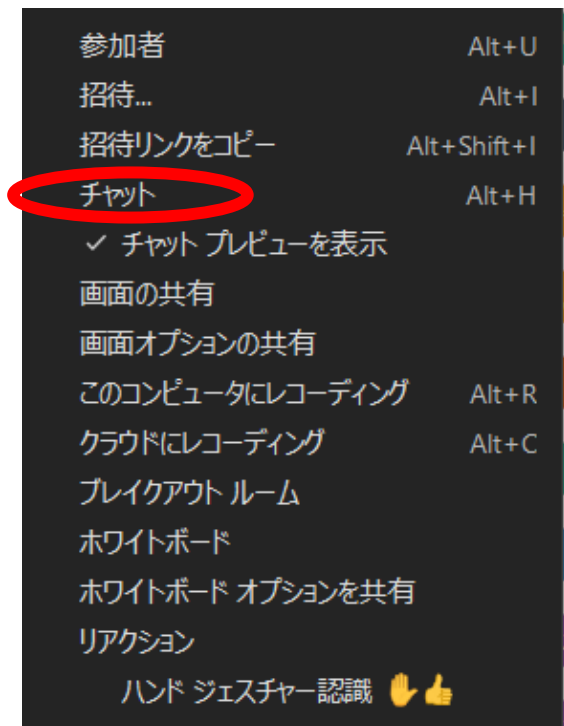 参加者 Alt+U
招待... Alt+I
招待リンクをコピー Alt+Shift+I
チャット Alt+H
✓ チャット プレビューを表示
画面の共有
画面オプションの共有
このコンピュータにレコーディング Alt+R
クラウドにレコーディング Alt+C
ブレイクアウト ルーム
ホワイトボード
ホワイトボード オプションを共有
リアクション
ハンド ジェスチャー認識 ✋👍